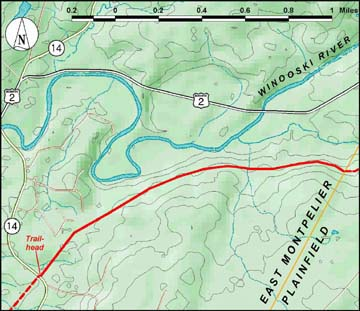 0.2 0 0.2 0.4 0.6 0.8 1 Miles
N
14
2
2
WINOOSKI RIVER
14
Trail-
head
EAST MONTPELIER
PLAINFIELD